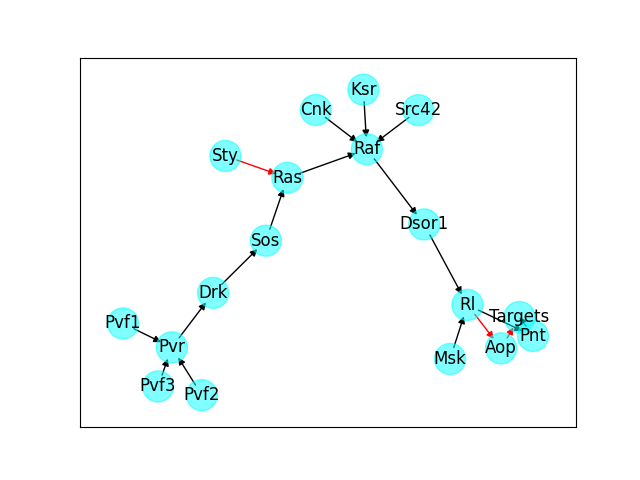 Ksr
Cnk
Src42
Raf
Sty
Ras
Dsor1
Sos
Drk
Rl
Pvf1
Targets
Pnt
Pvr
Aop
Msk
Pvf3
Pvf2